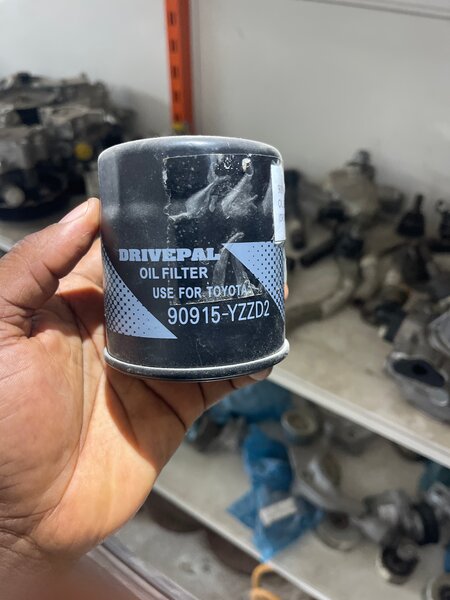 DRIVEPAL
OIL FILTER
USE FOR TOYOTA
90915-YZZD2